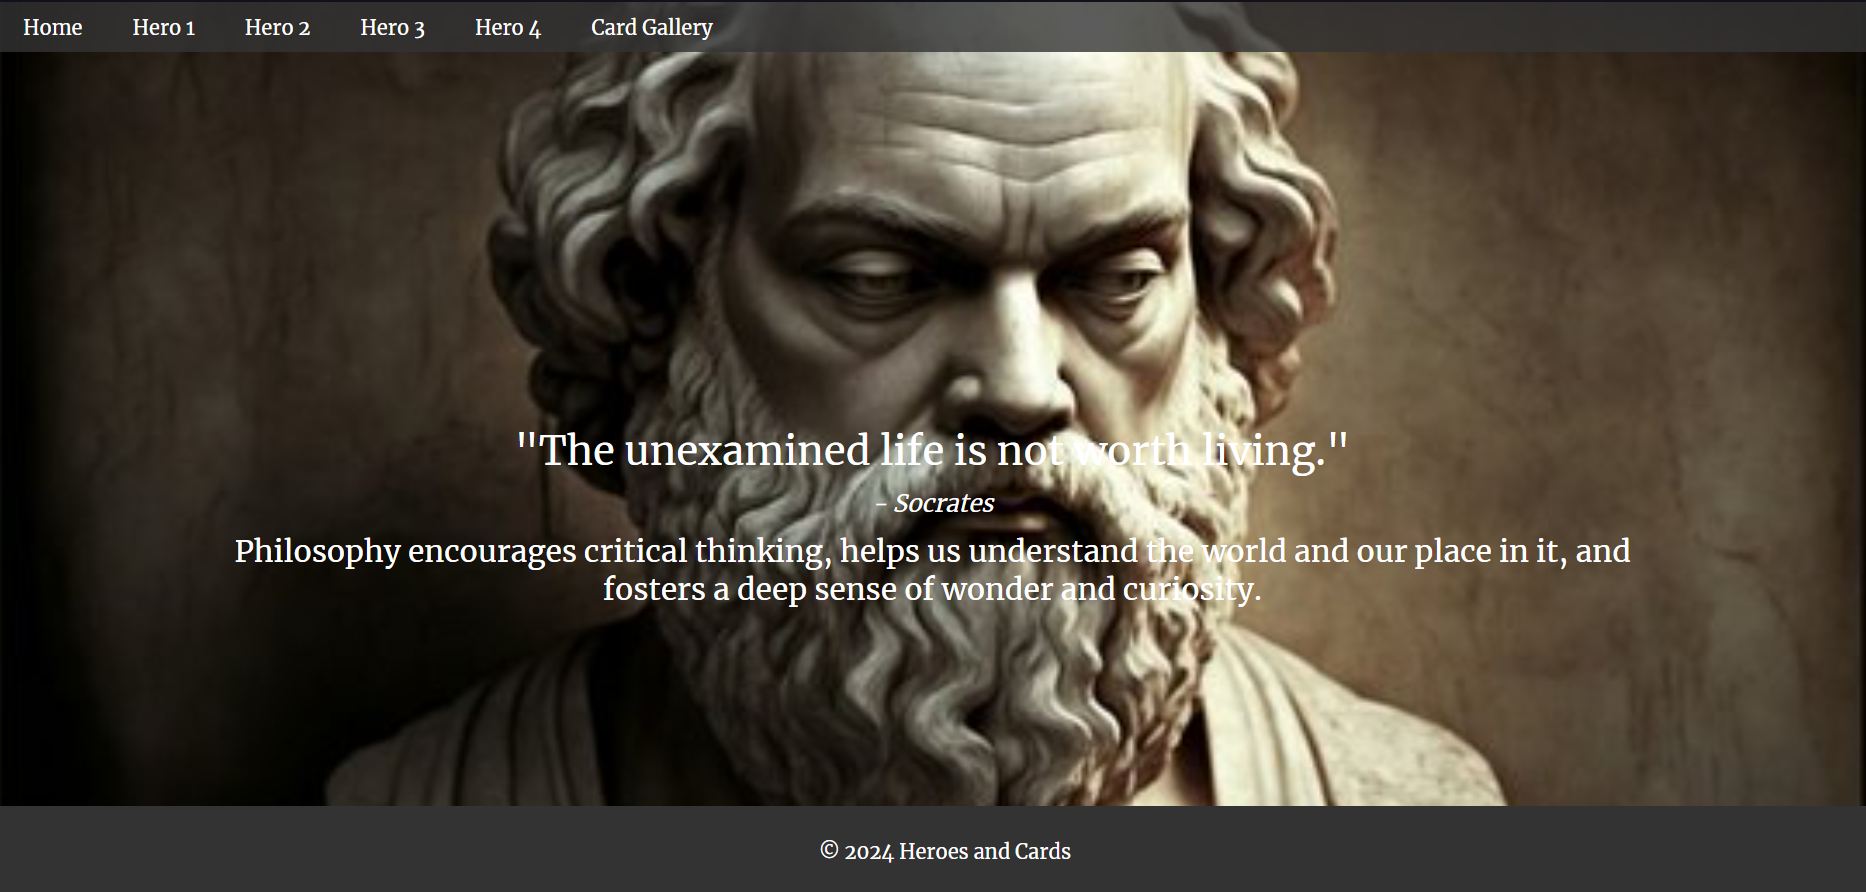 Home Hero 1 Hero 2 Hero 3 Hero 4 Card Gallery
"The unexamined life is not worth living."
- Socrates
Philosophy encourages critical thinking, helps us understand the world and our place in it, and
fosters a deep sense of wonder and curiosity.
© 2024 Heroes and Cards